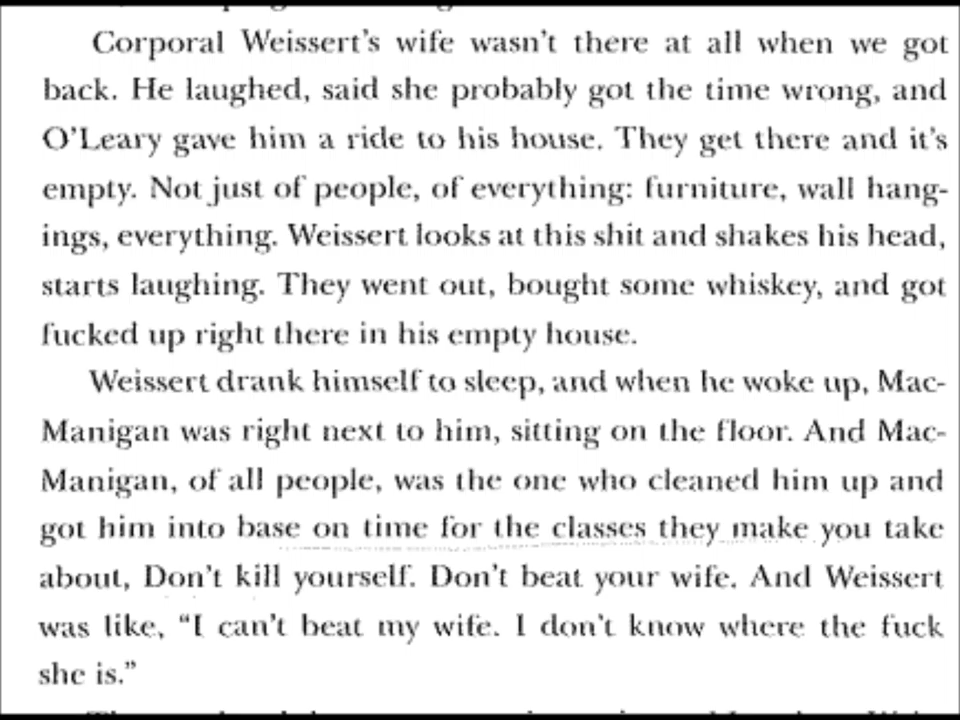 Corporal Weissert's wife wasn't there at all when we got
back. He laughed, said she probably got the time wrong, and
O'Leary gave him a ride to his house. They get there and it's
empty. Not just of people, of everything: furniture, wall hang-
ings, everything. Weissert looks at this shit and shakes his head,
starts laughing. They went out, bought some whiskey, and got
fucked up right there in his empty house.
Weissert drank himself to sleep, and when he woke up, Mac-
Manigan was right next to him, sitting on the floor. And Mac-
Manigan, of all people, was the one who cleaned him up and
got him into base on time for the classes they make you take
about, Don't kill yourself. Don't beat your wife. And Weissert
was like, “I can't beat my wife. I don't know where the fuck
she is.”